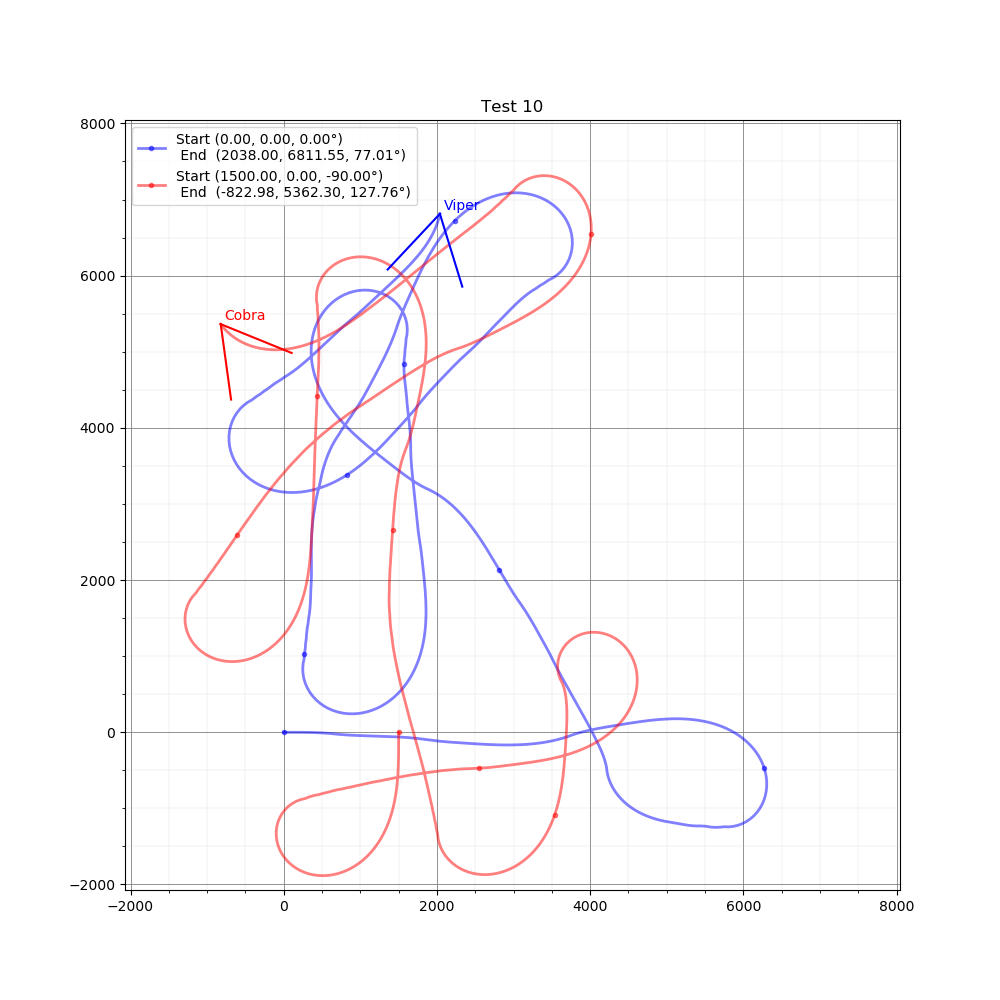 Test 10
8000
6000
4000
2000
0
−2000
Start (0.00, 0.00, 0.00°)
End (2038.00, 6811.55, 77.01°)
Start (1500.00, 0.00, -90.00°)
End (-822.98, 5362.30, 127.76°)
Viper
Cobra
−2000 0 2000 4000 6000 8000